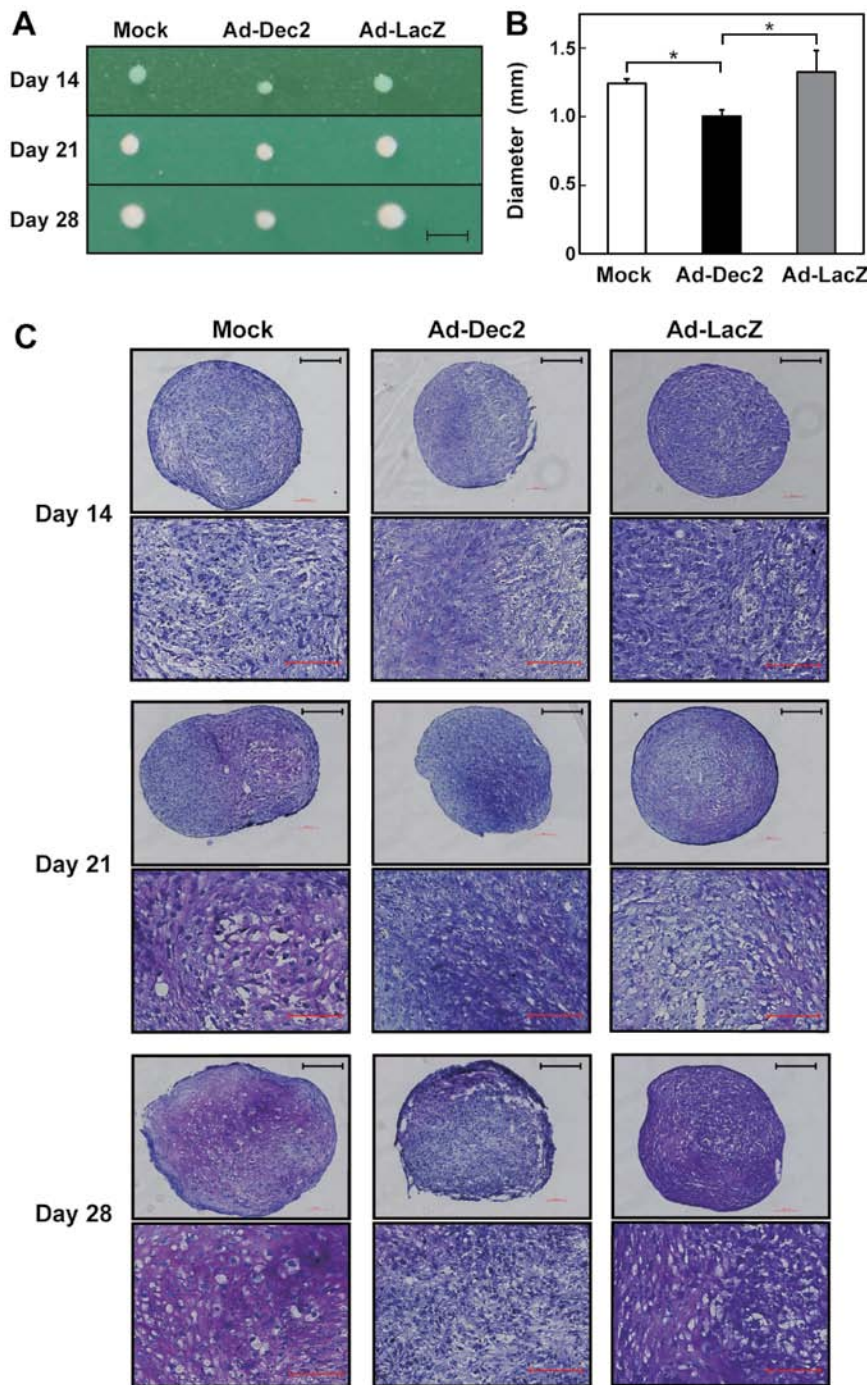 A
Mock Ad-Dec2 Ad-LacZ
Day 14
Day 21
Day 28
B
Diameter (mm)
1.5
1.0
0.5
0
* *
Mock Ad-Dec2 Ad-LacZ
C
Mock Ad-Dec2 Ad-LacZ
Day 14
Day 21
Day 28